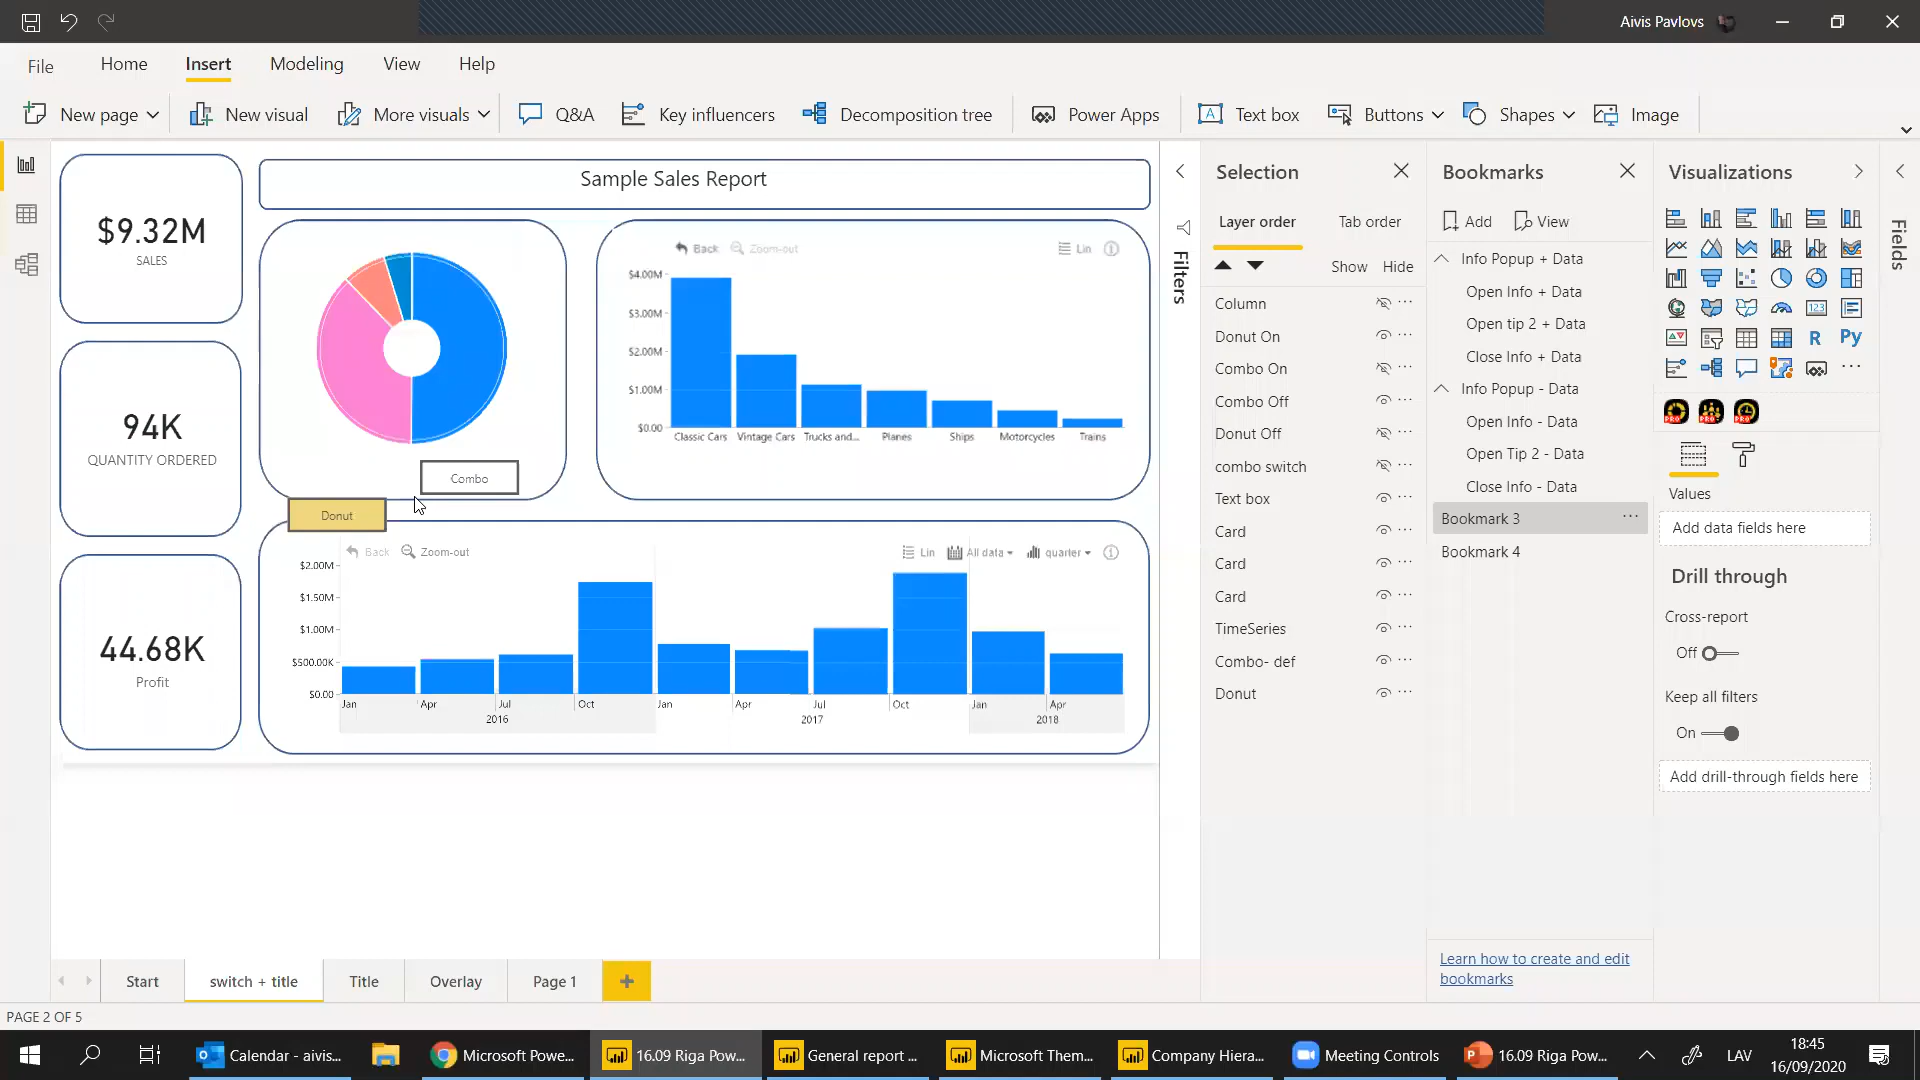 Aivis Pavlovs
File
Home
Insert
Modeling
View
Help
New page
New visual
More visuals
Q&A
Key influencers
Decomposition tree
Power Apps
Text box
Buttons
Shapes
Image
$9.32M
SALES
94K
QUANTITY ORDERED
44.68K
Profit
Sample Sales Report
Combo
Donut
Back
Zoom-out
Lin
$4.00M
$3.00M
$2.00M
$1.00M
$0.00
Classic Cars
Vintage Cars
Trucks and...
Planes
Ships
Motorcycles
Trains
Back
Zoom-out
Lin
All data
quarter
$2.00M
$1.50M
$1.00M
$500.00K
$0.00
Jan
Apr
Jul
Oct
Jan
Apr
Jul
Oct
Jan
Apr
2016
2017
2018
Filters
Selection
Layer order
Tab order
Show
Hide
Column
Donut On
Combo On
Combo Off
Donut Off
combo switch
Text box
Card
Card
Card
TimeSeries
Combo- def
Donut
Bookmarks
Add
View
Info Popup + Data
Open Info + Data
Open tip 2 + Data
Close Info + Data
Info Popup - Data
Open Info - Data
Open Tip 2 - Data
Close Info - Data
Bookmark 3
Bookmark 4
Learn how to create and edit
bookmarks
Visualizations
123
R
Py
PRO
PRO
PRO
Values
Add data fields here
Drill through
Cross-report
Off
Keep all filters
On
Add drill-through fields here
Fields
Start
switch + title
Title
Overlay
Page 1
PAGE 2 OF 5
Calendar - aivis...
Microsoft Powe...
16.09 Riga Pow...
General report ...
Microsoft Them...
Company Hiera...
Meeting Controls
16.09 Riga Pow...
LAV
18:45
16/09/2020